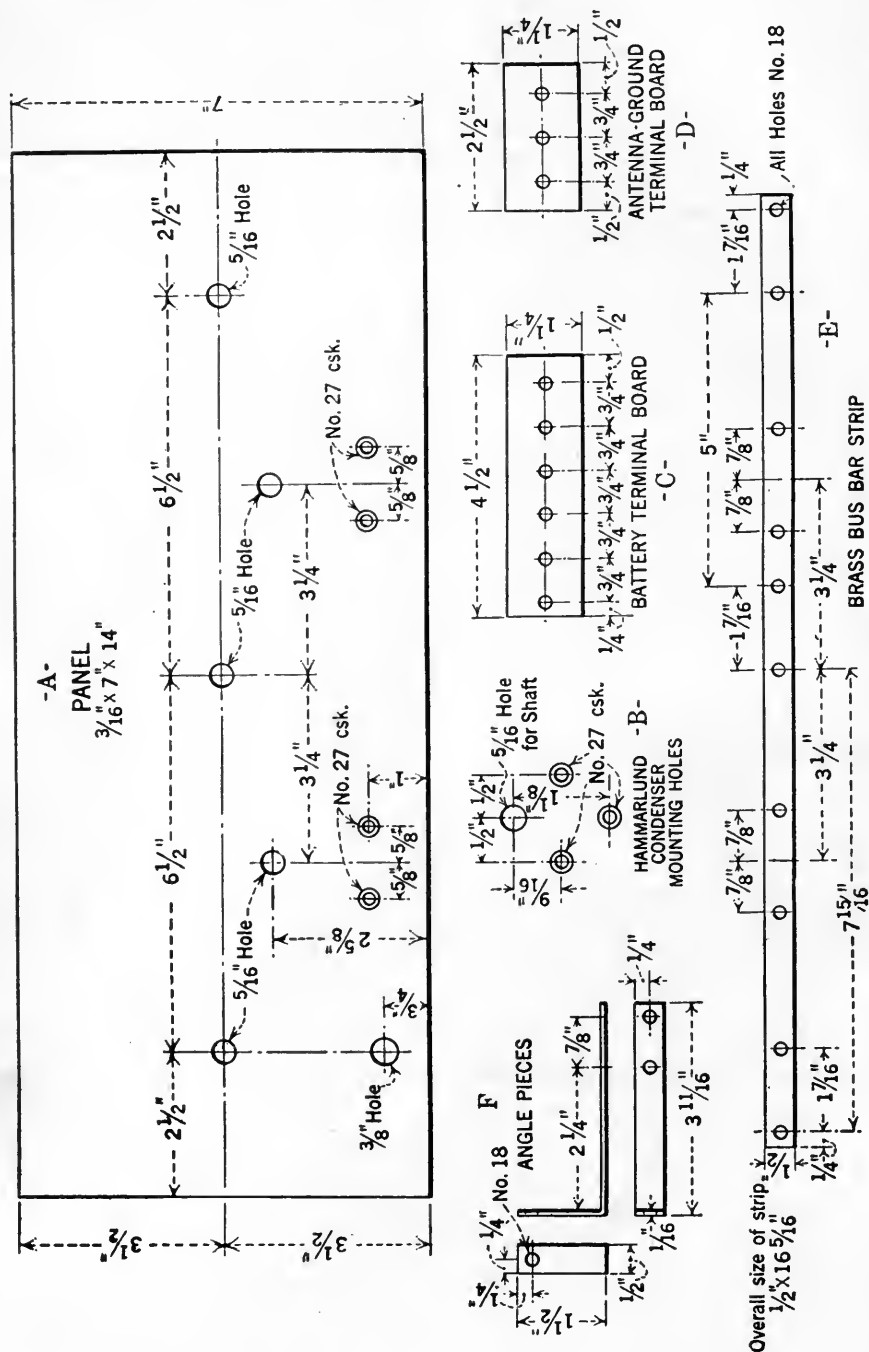 -A-
PANEL
3/16" X 7" X 14"
7"
3 1/2"
3 1/2"
2 1/2"
6 1/2"
6 1/2"
2 1/2"
5/16" Hole
5/16" Hole
5/16" Hole
3/8" Hole
3/4"
2 5/8"
1"
3 1/4"
3 1/4"
No. 27 csk.
5/8"
5/8"
No. 27 csk.
5/8"
5/8"
F
ANGLE PIECES
No. 18
1/4"
1/4"
1 1/2"
1/2"
2 1/4"
7/8"
1/4"
1/16"
3 11/16"
5/16" Hole
for Shaft
-B-
No. 27 csk.
1/2"
1/2"
1 1/8"
9/16"
HAMMARLUND
CONDENSER
MOUNTING HOLES
4 1/2"
1 1/4"
1/4"
3/4"
3/4"
3/4"
3/4"
3/4"
1/2"
BATTERY TERMINAL BOARD
-C-
2 1/2"
1 1/4"
1/2"
3/4"
3/4"
1/2"
ANTENNA-GROUND
TERMINAL BOARD
-D-
All Holes No. 18
1/4"
1 7/16"
5"
7/8"
7/8"
1 7/16"
3 1/4"
3 1/4"
7/8"
7/8"
7 15/16"
1 7/16"
1/4"
1/2"
Overall size of strip=
1/2" X 16 5/16"
BRASS BUS BAR STRIP
-E-